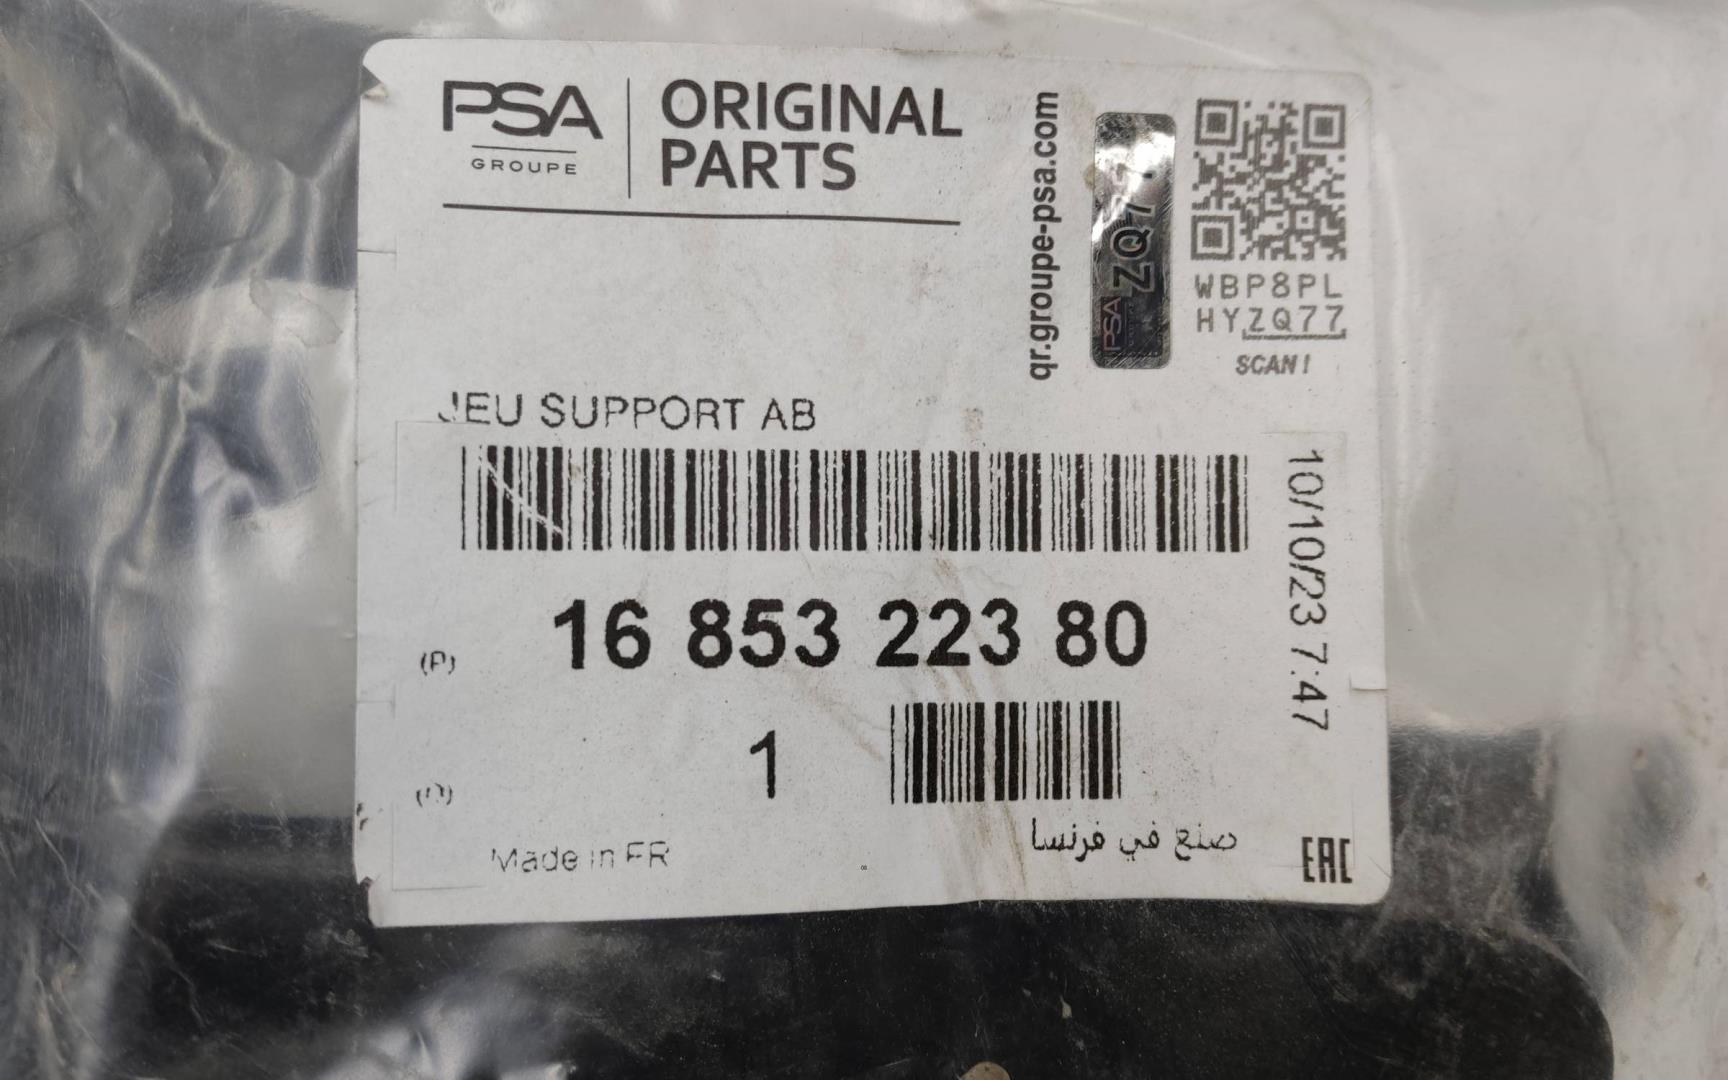 PSA
GROUPE
ORIGINAL
PARTS
qr.groupe-psa.com
PSA
ZQ77
WBP8PL
HYZQ77
SCAN!
JEU SUPPORT AB
10/10/23 7:47
16 853 223 80
(P)
1
(Q)
Made in FR
صنع في فرنسا
EAC